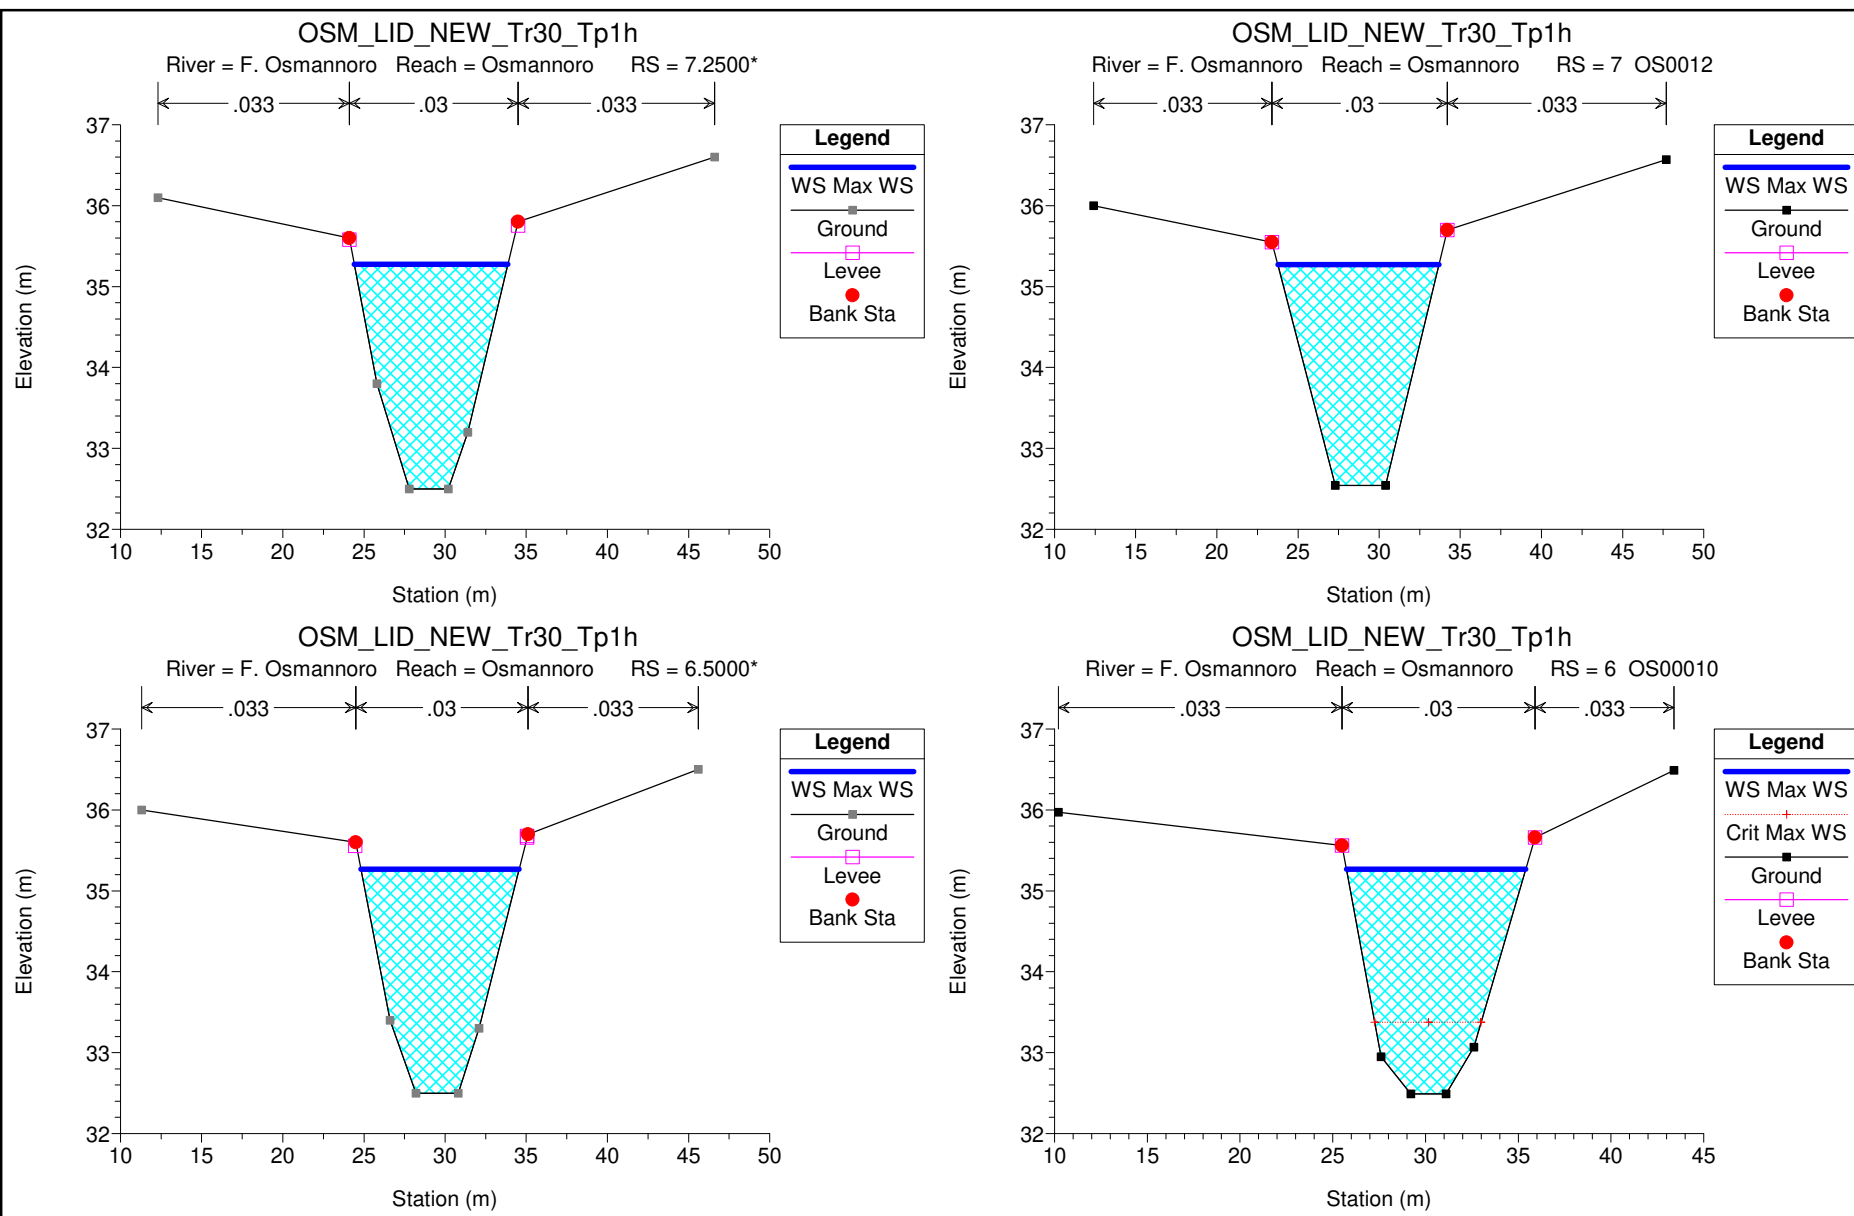 OSM_LID_NEW_Tr30_Tp1h
River = F. Osmannoro Reach = Osmannoro RS = 7.2500*
.033 .03 .033
37
36
35
34
33
32
Elevation (m)
10 15 20 25 30 35 40 45 50
Station (m)
Legend
WS Max WS
Ground
Levee
Bank Sta
OSM_LID_NEW_Tr30_Tp1h
River = F. Osmannoro Reach = Osmannoro RS = 7 OS0012
.033 .03 .033
37
36
35
34
33
32
Elevation (m)
10 15 20 25 30 35 40 45 50
Station (m)
Legend
WS Max WS
Ground
Levee
Bank Sta
OSM_LID_NEW_Tr30_Tp1h
River = F. Osmannoro Reach = Osmannoro RS = 6.5000*
.033 .03 .033
37
36
35
34
33
32
Elevation (m)
10 15 20 25 30 35 40 45 50
Station (m)
Legend
WS Max WS
Ground
Levee
Bank Sta
OSM_LID_NEW_Tr30_Tp1h
River = F. Osmannoro Reach = Osmannoro RS = 6 OS00010
.033 .03 .033
37
36
35
34
33
32
Elevation (m)
10 15 20 25 30 35 40 45
Station (m)
Legend
WS Max WS
Crit Max WS
Ground
Levee
Bank Sta